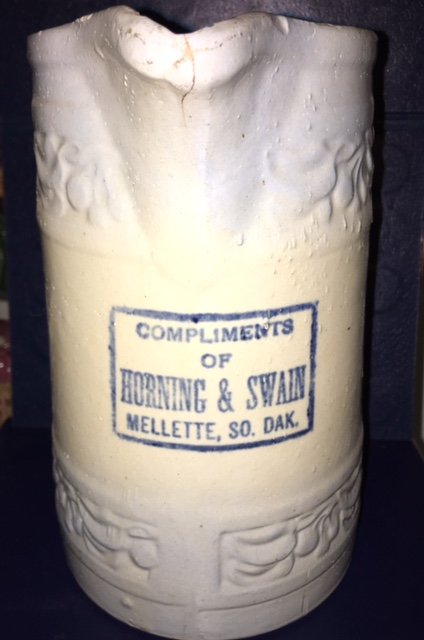 COMPLIMENTS
OF
HORNING & SWAIN
MELLETTE, SO. DAK.